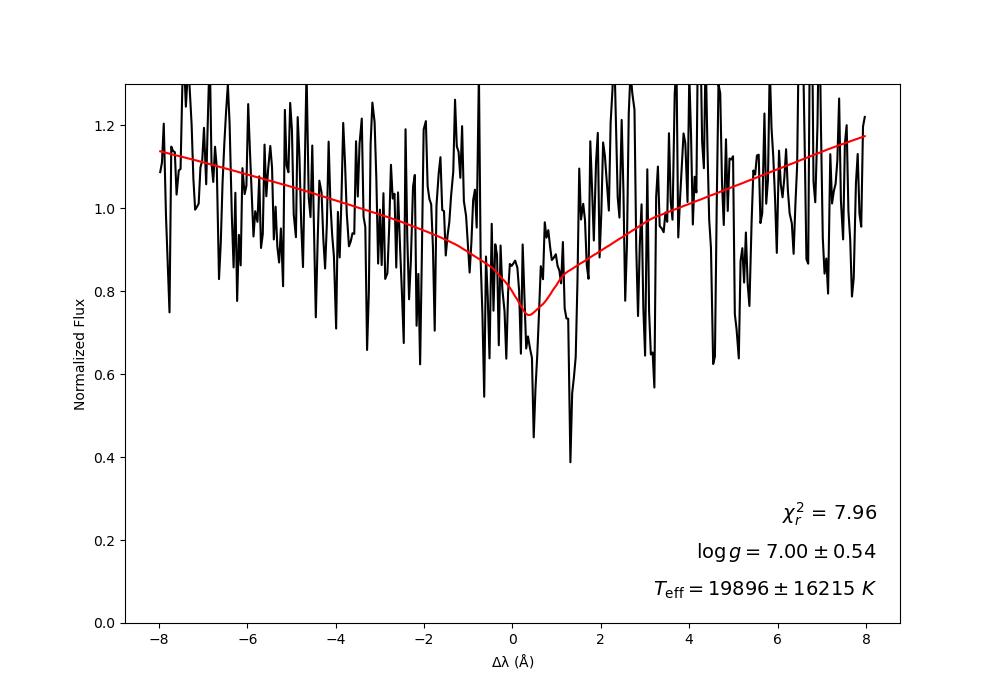 1.2
1.0
0.8
0.6
0.4
0.2
0.0
Normalized Flux
χ²ᵣ = 7.96
log g = 7.00 ± 0.54
T_eff = 19896 ± 16215 K
−8 −6 −4 −2 0 2 4 6 8
Δλ (Å)